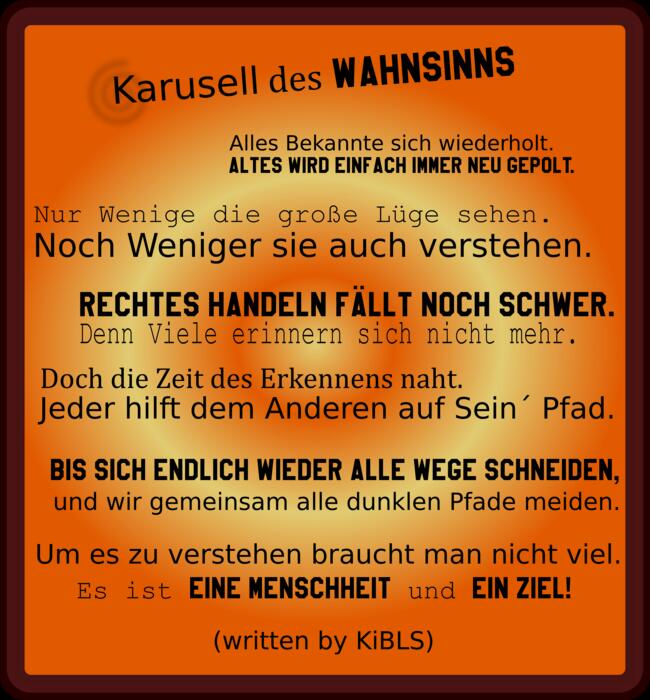 Karusell des WAHNSINNS
Alles Bekannte sich wiederholt.
ALTES WIRD EINFACH IMMER NEU GEPOLT.
Nur Wenige die große Lüge sehen.
Noch Weniger sie auch verstehen.
RECHTES HANDELN FÄLLT NOCH SCHWER.
Denn Viele erinnern sich nicht mehr.
Doch die Zeit des Erkennens naht.
Jeder hilft dem Anderen auf Sein´ Pfad.
BIS SICH ENDLICH WIEDER ALLE WEGE SCHNEIDEN,
und wir gemeinsam alle dunklen Pfade meiden.
Um es zu verstehen braucht man nicht viel.
Es ist EINE MENSCHHEIT und EIN ZIEL!
(written by KiBLS)